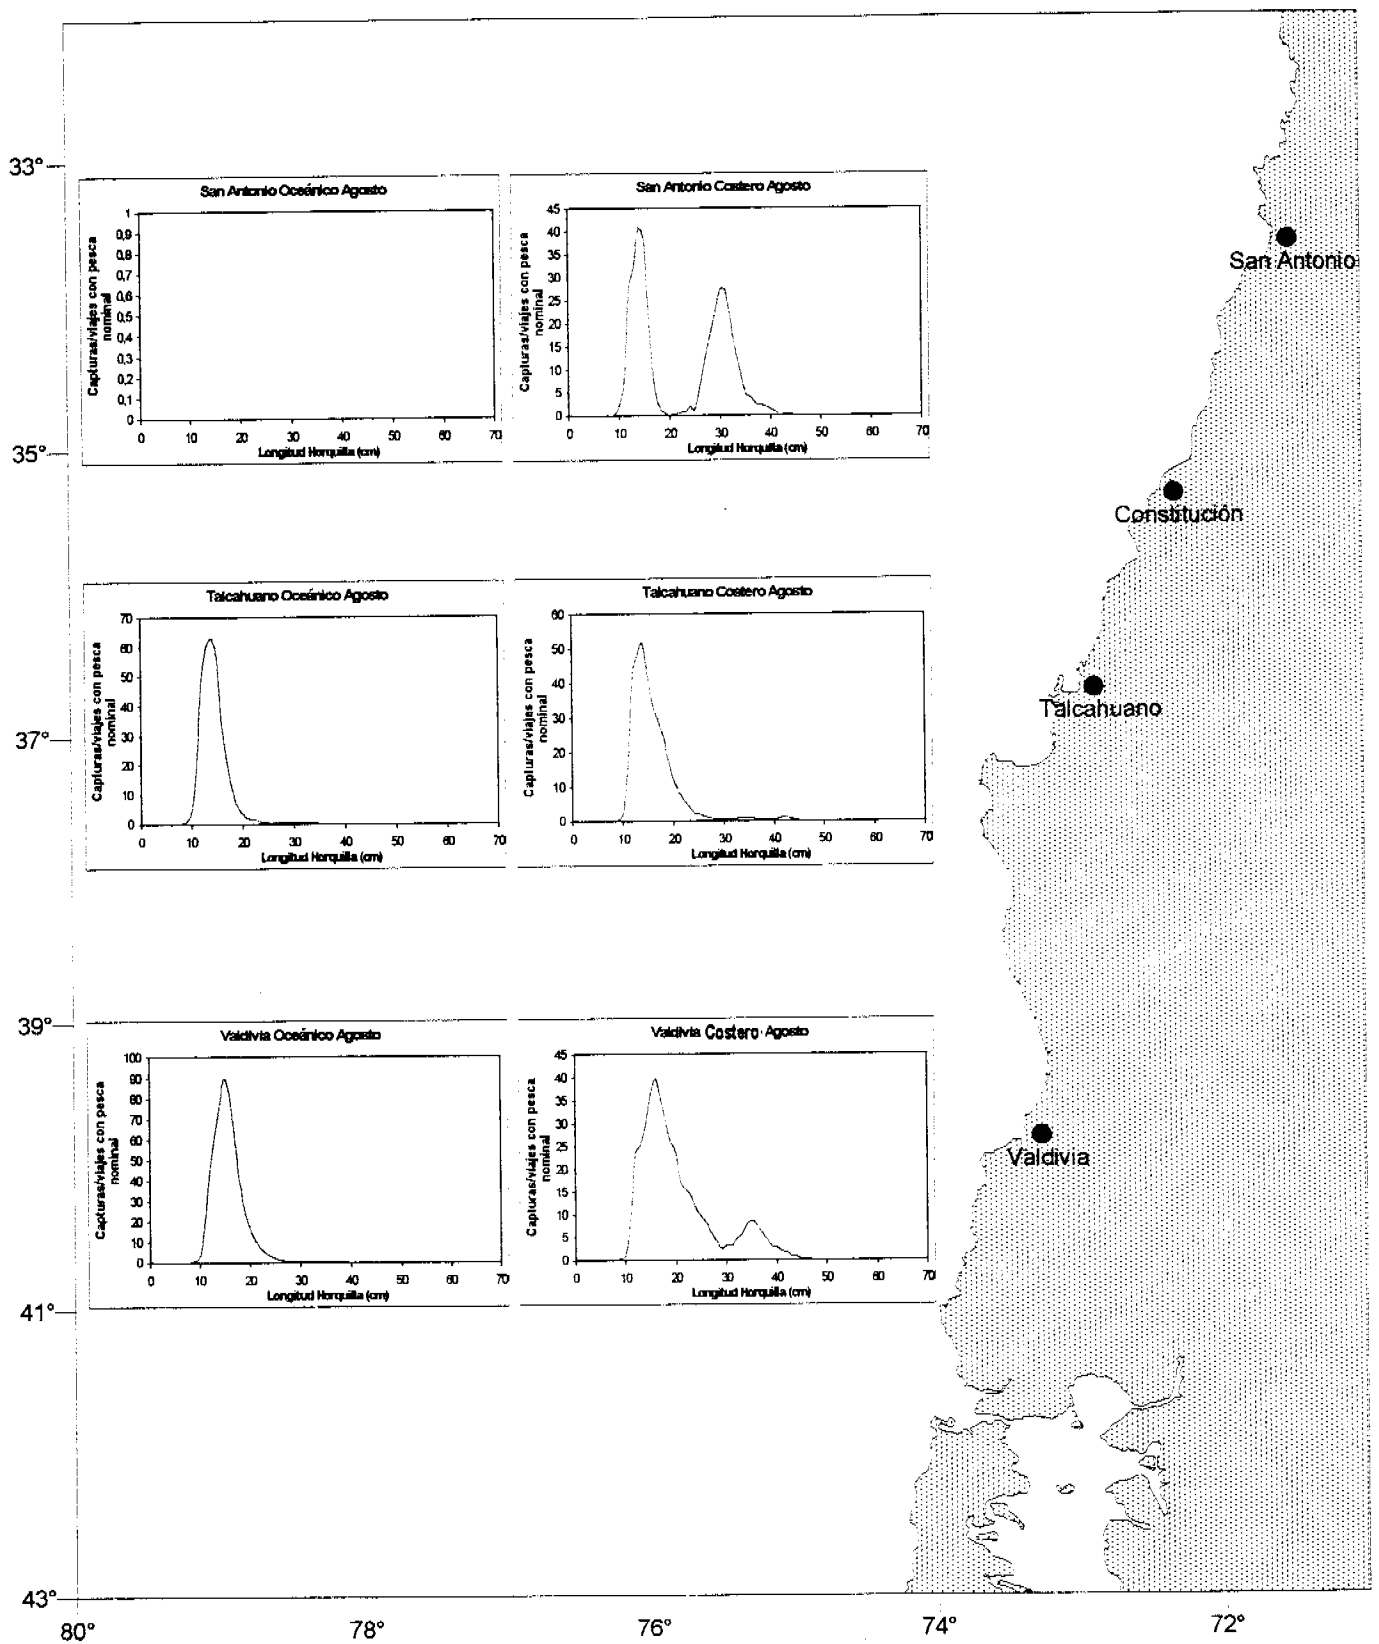 33°
35°
37°
39°
41°
43°
80°
78°
76°
74°
72°
San Antonio Oceánico Agosto
Capturas/viajes con pesca
nominal
1
0,9
0,8
0,7
0,6
0,5
0,4
0,3
0,2
0,1
0
0 10 20 30 40 50 60 70
Longitud Horquilla (cm)
San Antonio Costero Agosto
Capturas/viajes con pesca
nominal
45
40
35
30
25
20
15
10
5
0
0 10 20 30 40 50 60 70
Longitud Horquilla (cm)
San Antonio
Constitución
Talcahuano Oceánico Agosto
Capturas/viajes con pesca
nominal
70
60
50
40
30
20
10
0
0 10 20 30 40 50 60 70
Longitud Horquilla (cm)
Talcahuano Costero Agosto
Capturas/viajes con pesca
nominal
60
50
40
30
20
10
0
0 10 20 30 40 50 60 70
Longitud Horquilla (cm)
Talcahuano
Valdivia Oceánico Agosto
Capturas/viajes con pesca
nominal
100
90
80
70
60
50
40
30
20
10
0
0 10 20 30 40 50 60 70
Longitud Horquilla (cm)
Valdivia Costero Agosto
Capturas/viajes con pesca
nominal
45
40
35
30
25
20
15
10
5
0
0 10 20 30 40 50 60 70
Longitud Horquilla (cm)
Valdivia